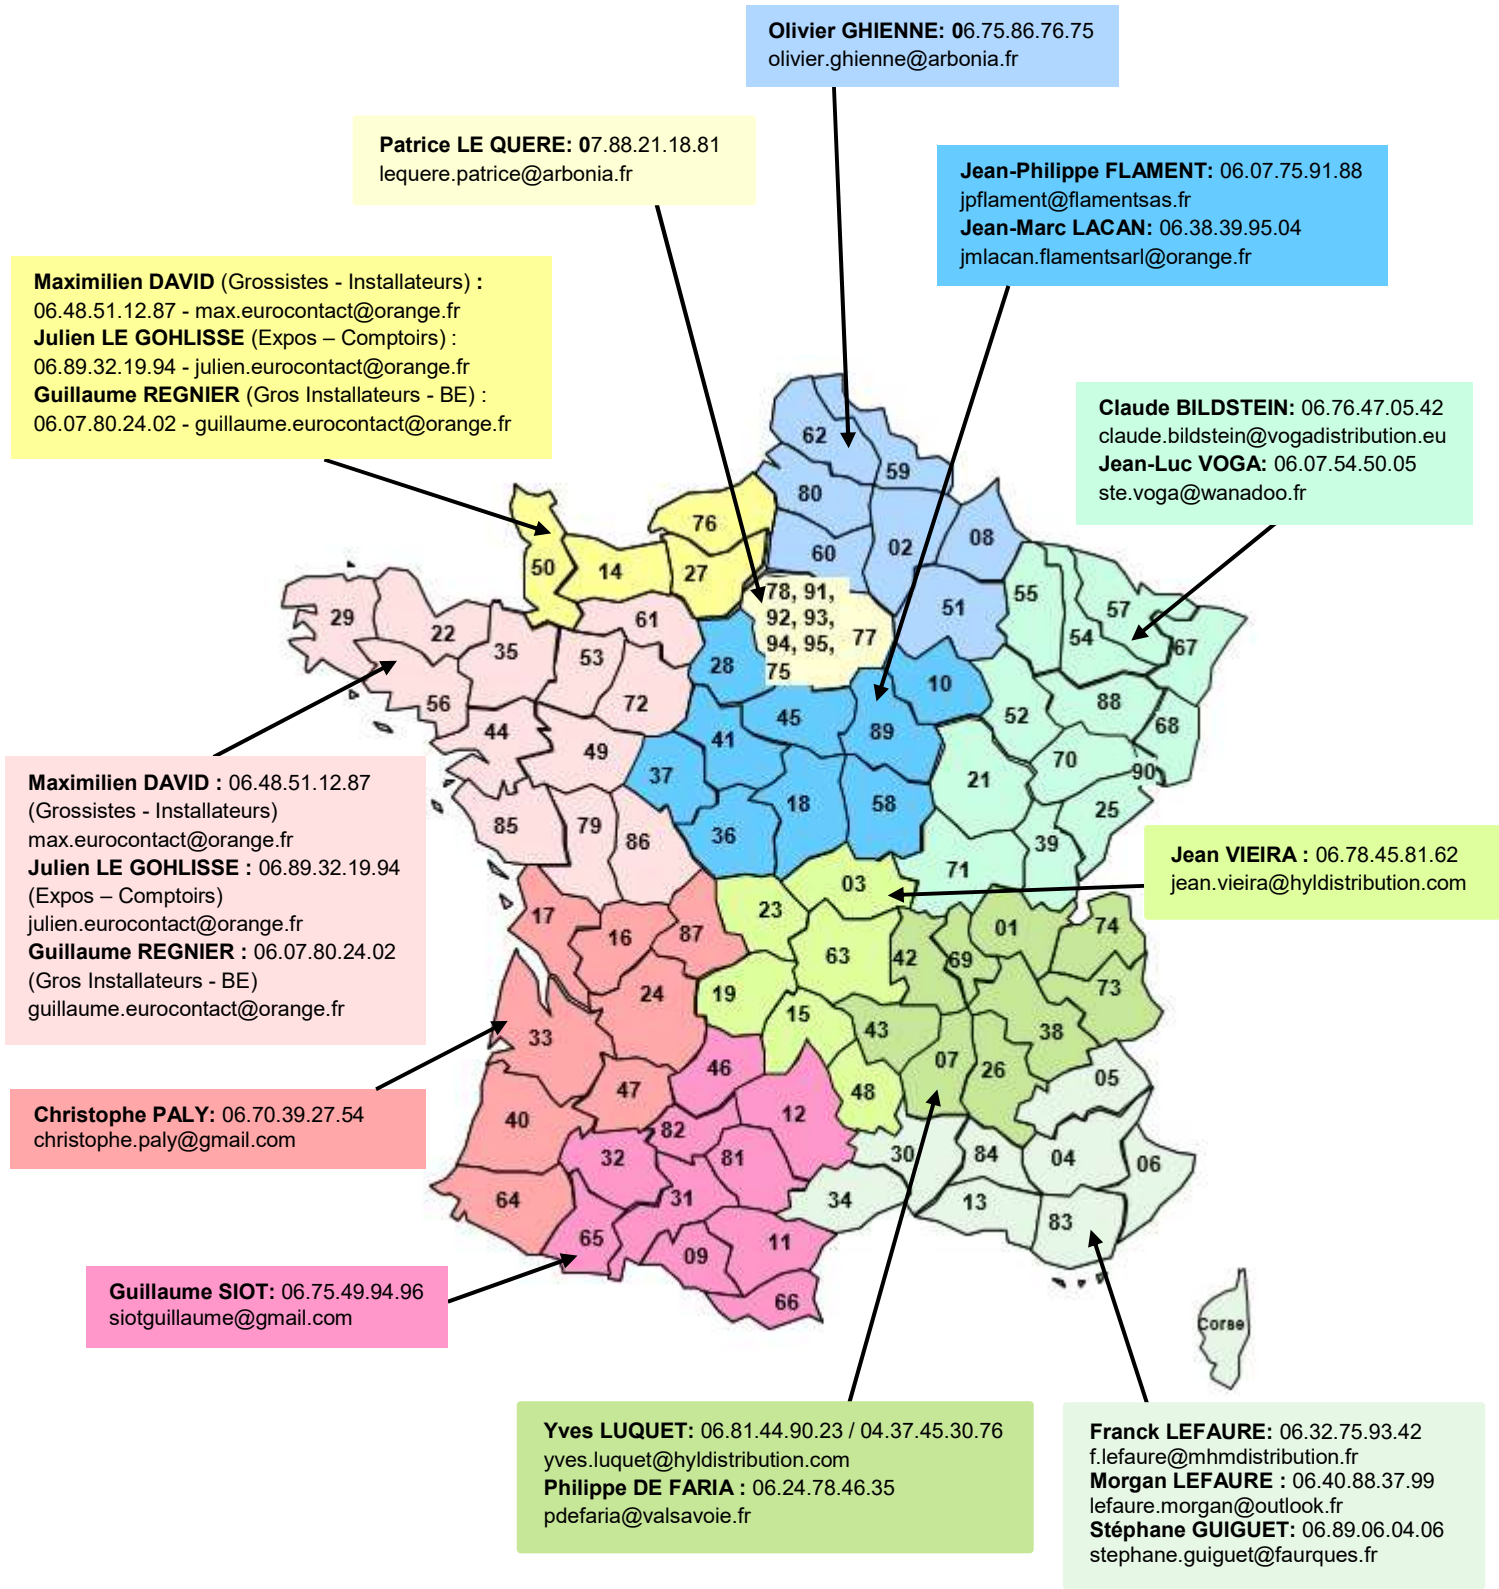 Olivier GHIENNE: 06.75.86.76.75
olivier.ghienne@arbonia.fr
Patrice LE QUERE: 07.88.21.18.81
lequere.patrice@arbonia.fr
Jean-Philippe FLAMENT: 06.07.75.91.88
jpflament@flamentsas.fr
Jean-Marc LACAN: 06.38.39.95.04
jmlacan.flamentsarl@orange.fr
Maximilien DAVID (Grossistes - Installateurs) :
06.48.51.12.87 - max.eurocontact@orange.fr
Julien LE GOHLISSE (Expos – Comptoirs) :
06.89.32.19.94 - julien.eurocontact@orange.fr
Guillaume REGNIER (Gros Installateurs - BE) :
06.07.80.24.02 - guillaume.eurocontact@orange.fr
Claude BILDSTEIN: 06.76.47.05.42
claude.bildstein@vogadistribution.eu
Jean-Luc VOGA: 06.07.54.50.05
ste.voga@wanadoo.fr
62
59
80
76
60
02
08
50
14
27
78, 91,
92, 93,
94, 95,
75
77
51
55
57
54
67
29
22
35
61
53
28
10
88
56
72
45
89
52
68
44
41
49
37
70
90
21
25
18
58
85
79
86
36
39
71
03
Maximilien DAVID : 06.48.51.12.87
(Grossistes - Installateurs)
max.eurocontact@orange.fr
Julien LE GOHLISSE : 06.89.32.19.94
(Expos – Comptoirs)
julien.eurocontact@orange.fr
Guillaume REGNIER : 06.07.80.24.02
(Gros Installateurs - BE)
guillaume.eurocontact@orange.fr
Jean VIEIRA : 06.78.45.81.62
jean.vieira@hyldistribution.com
17
16
87
23
63
42
69
01
74
73
24
19
15
43
38
33
46
07
26
05
47
48
40
12
82
32
81
30
84
04
06
64
31
34
13
83
65
09
11
66
Corse
Christophe PALY: 06.70.39.27.54
christophe.paly@gmail.com
Guillaume SIOT: 06.75.49.94.96
siotguillaume@gmail.com
Yves LUQUET: 06.81.44.90.23 / 04.37.45.30.76
yves.luquet@hyldistribution.com
Philippe DE FARIA : 06.24.78.46.35
pdefaria@valsavoie.fr
Franck LEFAURE: 06.32.75.93.42
f.lefaure@mhmdistribution.fr
Morgan LEFAURE : 06.40.88.37.99
lefaure.morgan@outlook.fr
Stéphane GUIGUET: 06.89.06.04.06
stephane.guiguet@faurques.fr